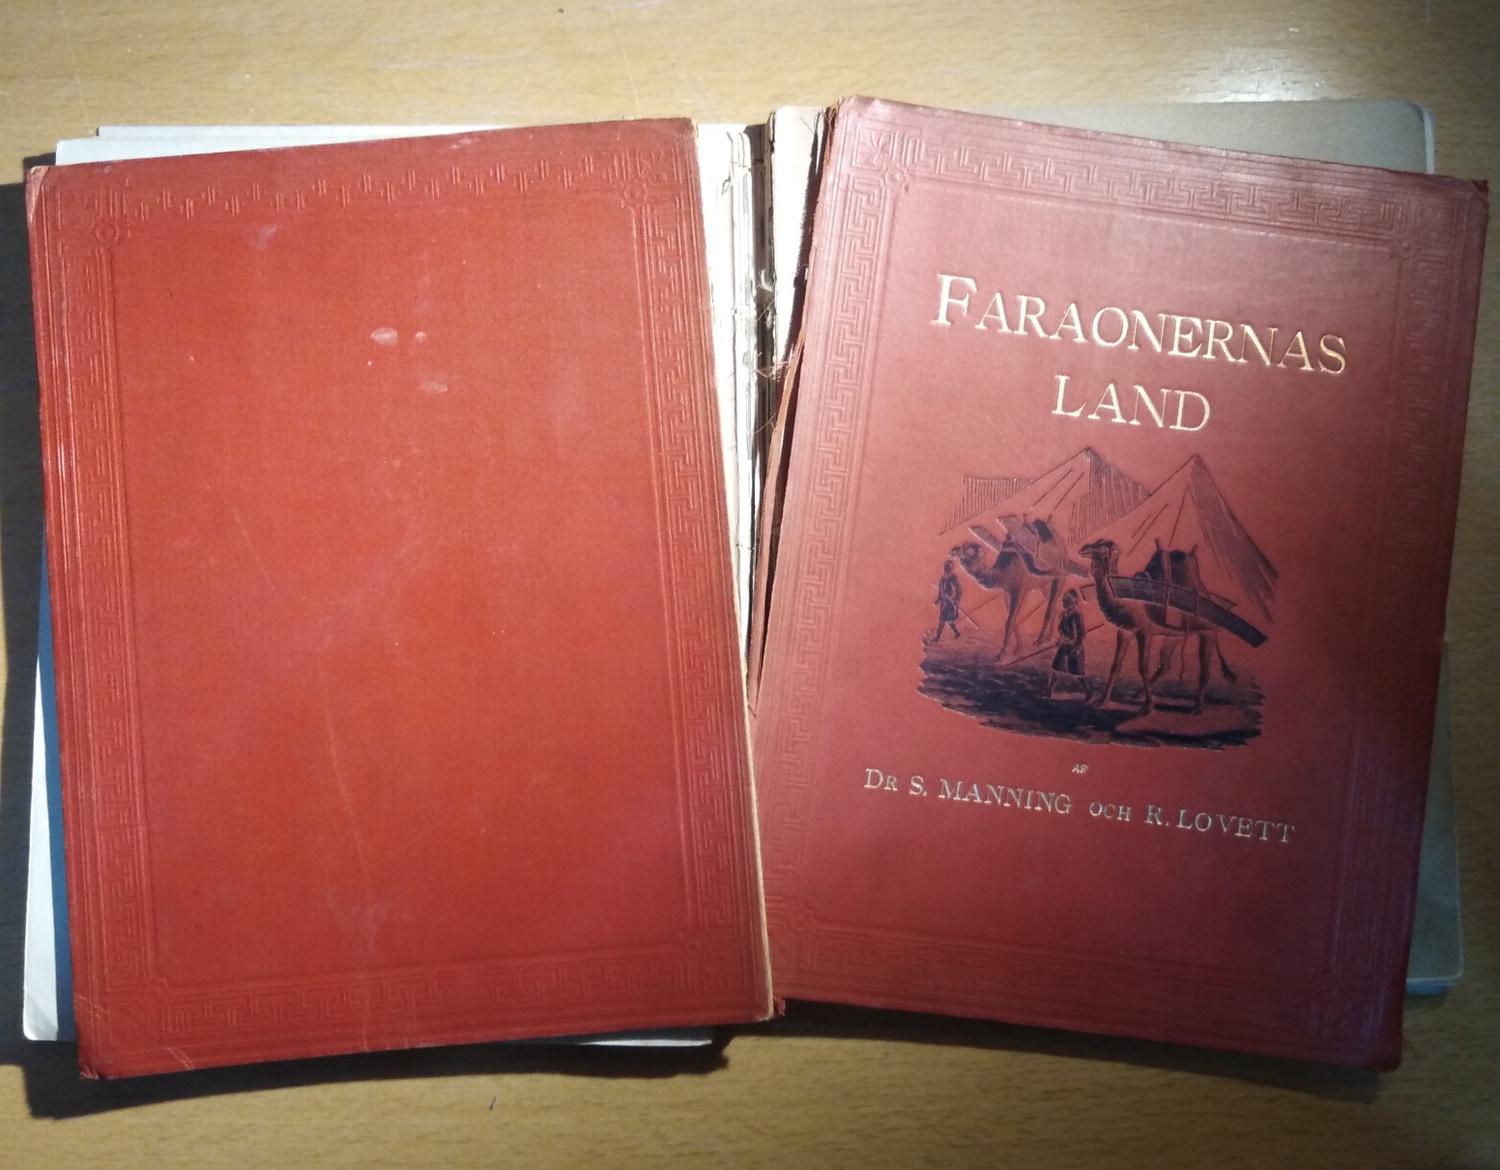 FARAONERNAS
LAND
AF
DR S. MANNING OCH R. LOVETT